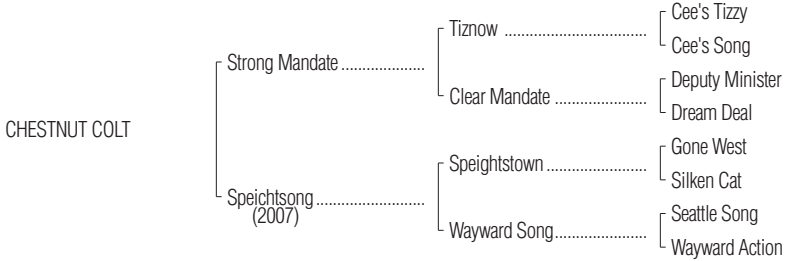 Cee's Tizzy
Tiznow ..................................
Cee's Song
Strong Mandate ....................
Deputy Minister
Clear Mandate ......................
Dream Deal
CHESTNUT COLT
Gone West
Speightstown ........................
Silken Cat
Speichtsong ..........................
(2007)
Seattle Song
Wayward Song......................
Wayward Action